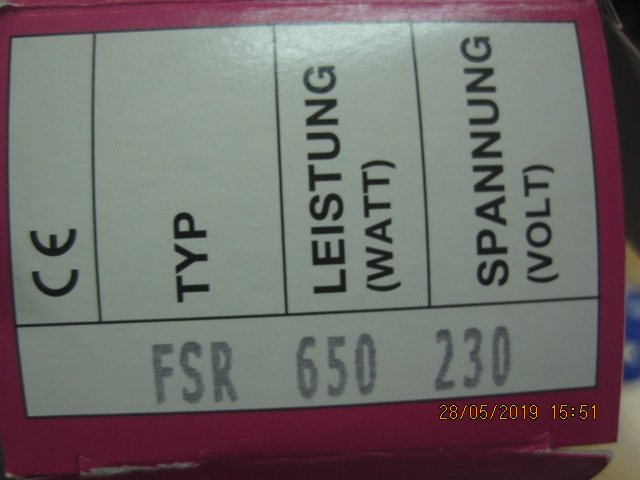 CE
TYP
FSR
LEISTUNG
(WATT)
650
SPANNUNG
(VOLT)
230
28/05/2019 15:51